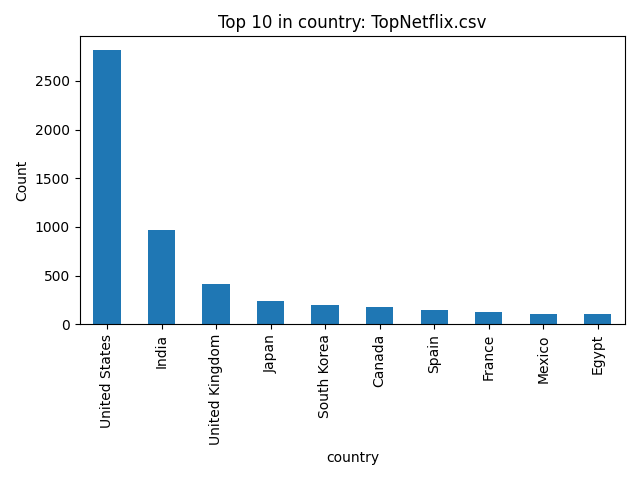 Top 10 in country: TopNetflix.csv
Count
2500
2000
1500
1000
500
0
United States
India
United Kingdom
Japan
South Korea
Canada
Spain
France
Mexico
Egypt
country